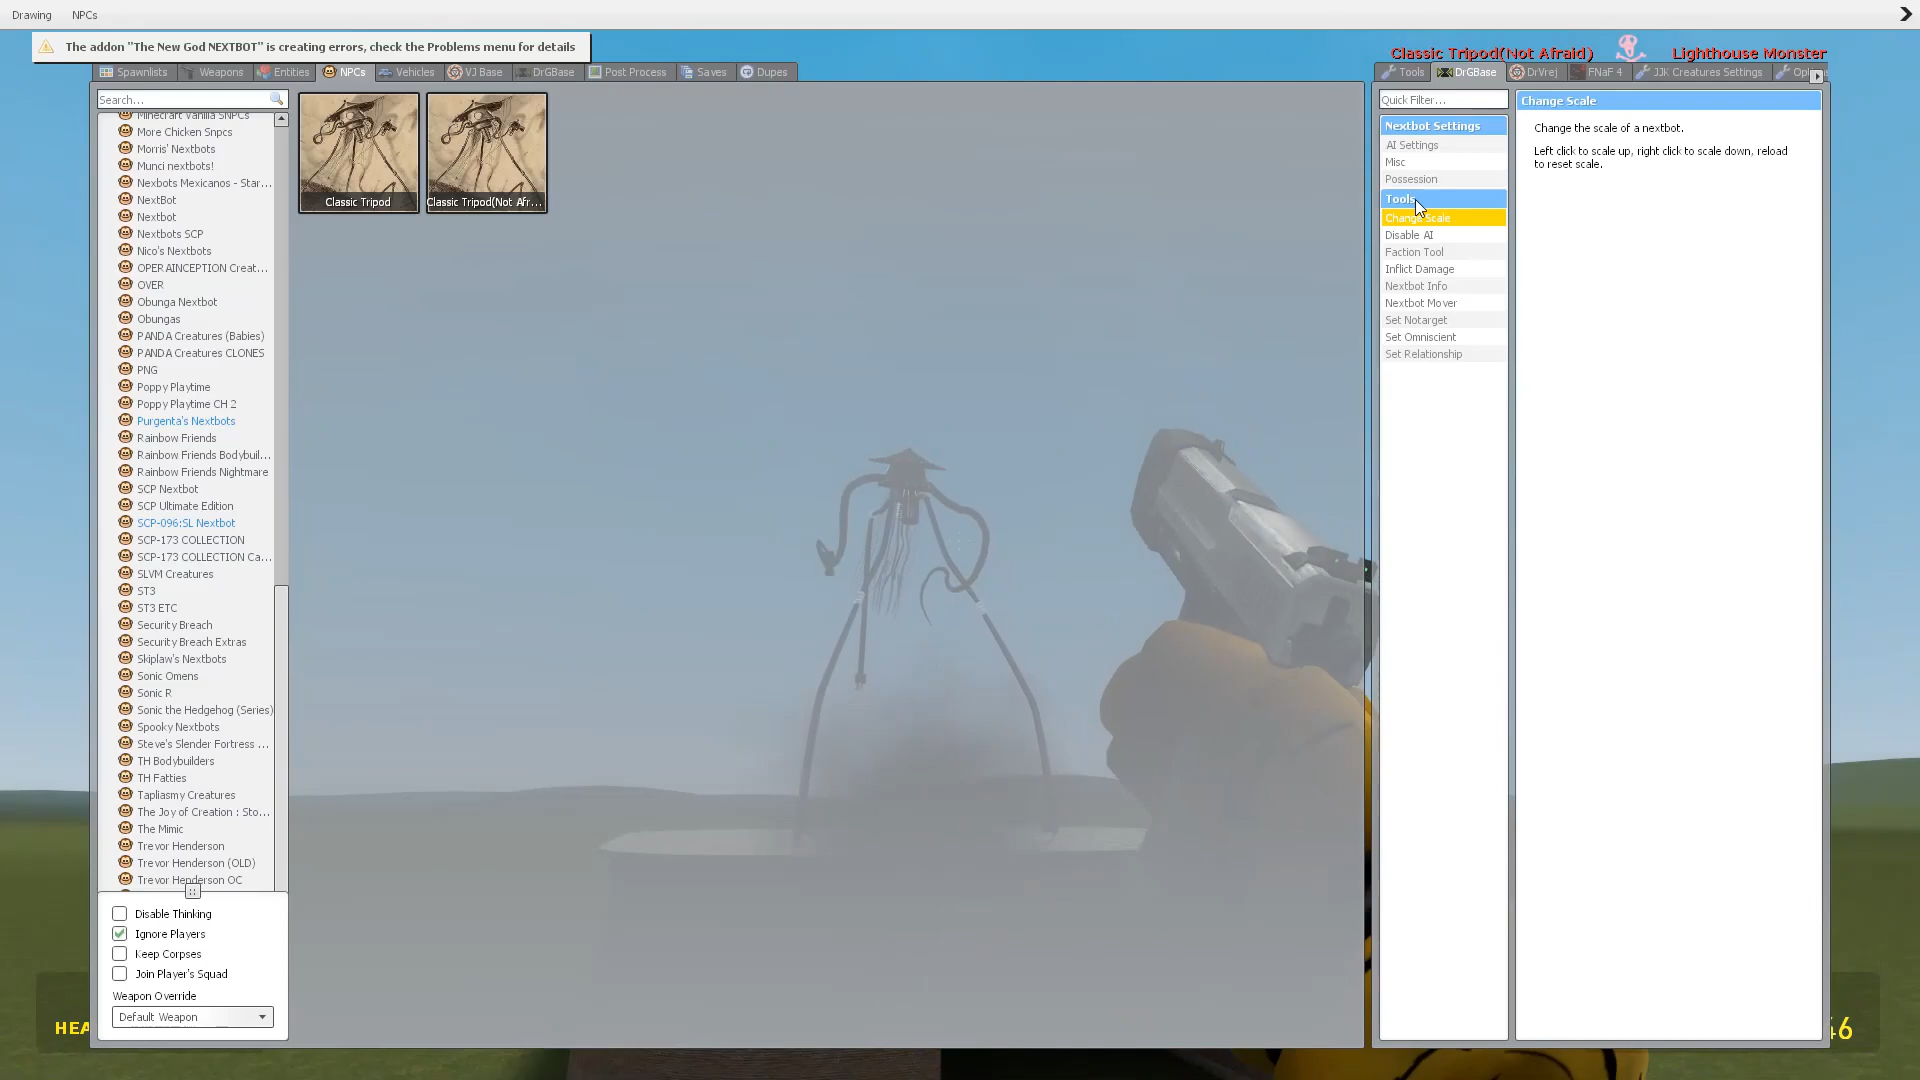 Drawing NPCs
The addon "The New God NEXTBOT" is creating errors, check the Problems menu for details
Classic Tripod(Not Afraid) Lighthouse Monster
Spawnlists Weapons Entities NPCs Vehicles VJ Base DrGBase Post Process Saves Dupes
Tools DrGBase DrVrej FNaF 4 JJK Creatures Settings
Search...
Minecraft Vanilla SNPCs
More Chicken Snpcs
Morris' Nextbots
Munci nextbots!
Nexbots Mexicanos - Star...
NextBot
Nextbot
Nextbots SCP
Nico's Nextbots
OPERAINCEPTION Creat...
OVER
Obunga Nextbot
Obungas
PANDA Creatures (Babies)
PANDA Creatures CLONES
PNG
Poppy Playtime
Poppy Playtime CH 2
Purgenta's Nextbots
Rainbow Friends
Rainbow Friends Bodybuil...
Rainbow Friends Nightmare
SCP Nextbot
SCP Ultimate Edition
SCP-096:SL Nextbot
SCP-173 COLLECTION
SCP-173 COLLECTION Ca...
SLVM Creatures
ST3
ST3 ETC
Security Breach
Security Breach Extras
Skiplaw's Nextbots
Sonic Omens
Sonic R
Sonic the Hedgehog (Series)
Spooky Nextbots
Steve's Slender Fortress ...
TH Bodybuilders
TH Fatties
Tapliasmy Creatures
The Joy of Creation : Sto...
The Mimic
Trevor Henderson
Trevor Henderson (OLD)
Trevor Henderson OC
Disable Thinking
Ignore Players
Keep Corpses
Join Player's Squad
Weapon Override
Default Weapon
Classic Tripod
Classic Tripod(Not Afr...
Quick Filter...
Nextbot Settings
AI Settings
Misc
Possession
Tools
Change Scale
Disable AI
Faction Tool
Inflict Damage
Nextbot Info
Nextbot Mover
Set Notarget
Set Omniscient
Set Relationship
Change Scale
Change the scale of a nextbot.
Left click to scale up, right click to scale down, reload
to reset scale.
HEA
46